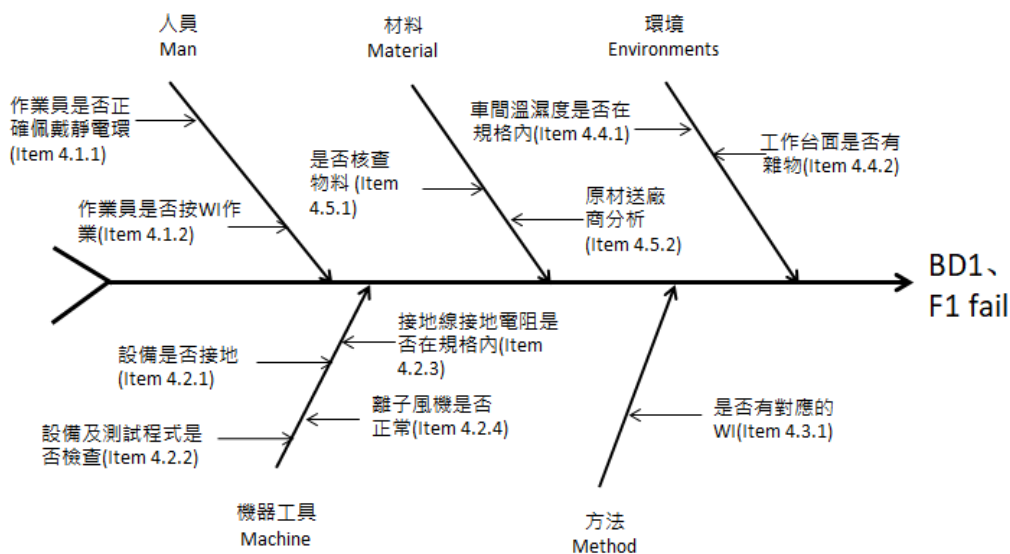 人員
Man
材料
Material
環境
Environments
作業員是否正
確佩戴靜電環
(Item 4.1.1)
作業員是否按WI作
業(Item 4.1.2)
是否核查
物料 (Item
4.5.1)
原材送廠
商分析
(Item 4.5.2)
車間溫濕度是否在
規格內(Item 4.4.1)
工作台面是否有
雜物(Item 4.4.2)
BD1、
F1 fail
設備是否接地
(Item 4.2.1)
設備及測試程式是
否檢查(Item 4.2.2)
接地線接地電阻是
否在規格內(Item
4.2.3)
離子風機是否
正常(Item 4.2.4)
是否有對應的
WI(Item 4.3.1)
機器工具
Machine
方法
Method